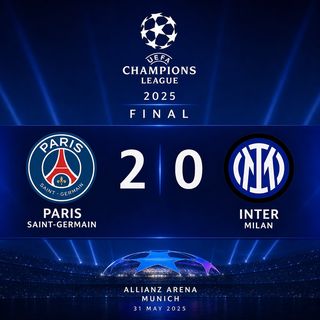 UEFA
CHAMPIONS
LEAGUE
2025
FINAL
PARIS
SAINT-GERMAIN
2 0
PARIS
SAINT-GERMAIN
INTER
MILAN
ALLIANZ ARENA
MUNICH
31 MAY 2025